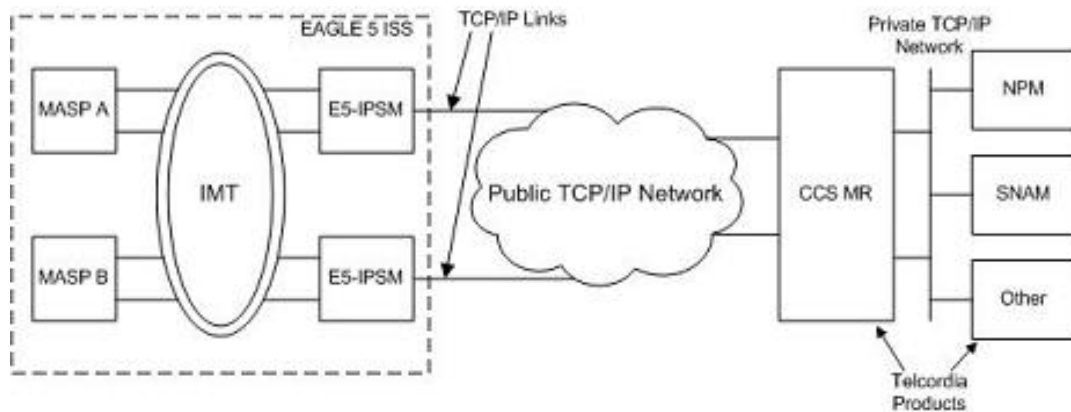 EAGLE 5 ISS
TCP/IP Links
Private TCP/IP
Network
MASP A
E5-IPSM
NPM
IMT
Public TCP/IP Network
CCS MR
SNAM
MASP B
E5-IPSM
Other
Telcordia
Products